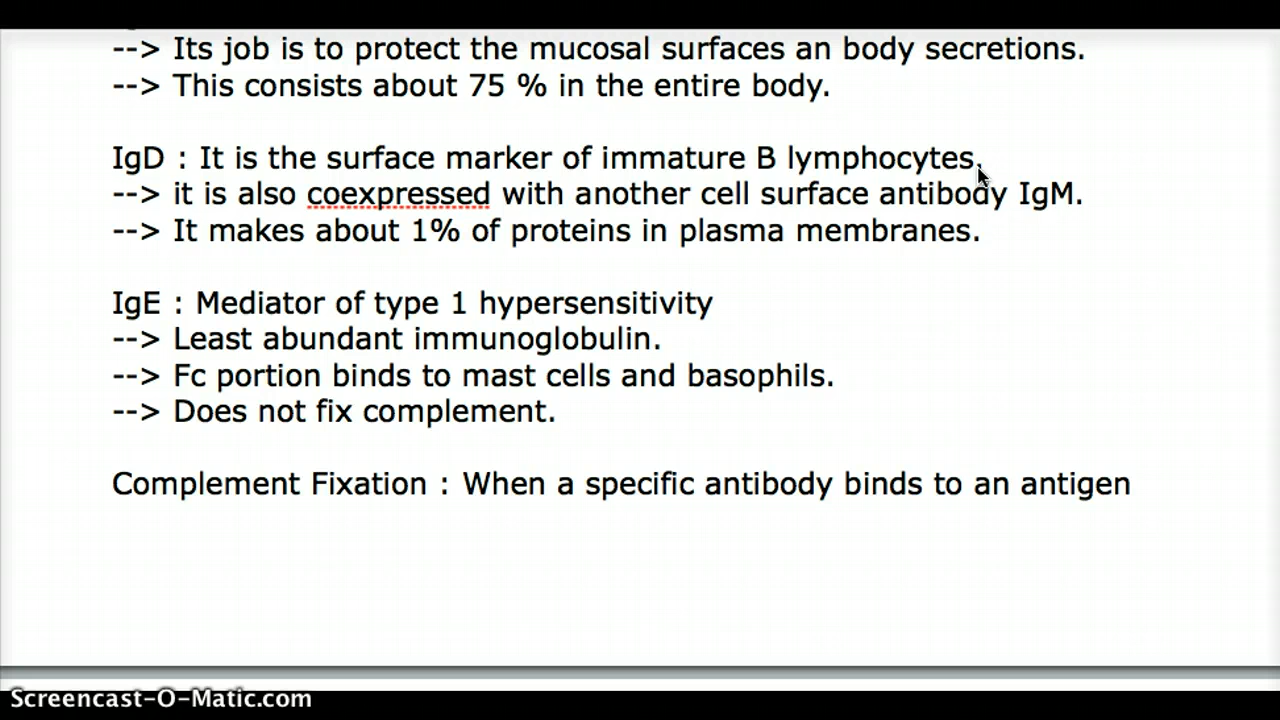 --> Its job is to protect the mucosal surfaces an body secretions.
--> This consists about 75 % in the entire body.
IgD : It is the surface marker of immature B lymphocytes.
--> it is also coexpressed with another cell surface antibody IgM.
--> It makes about 1% of proteins in plasma membranes.
IgE : Mediator of type 1 hypersensitivity
--> Least abundant immunoglobulin.
--> Fc portion binds to mast cells and basophils.
--> Does not fix complement.
Complement Fixation : When a specific antibody binds to an antigen
Screencast-O-Matic.com